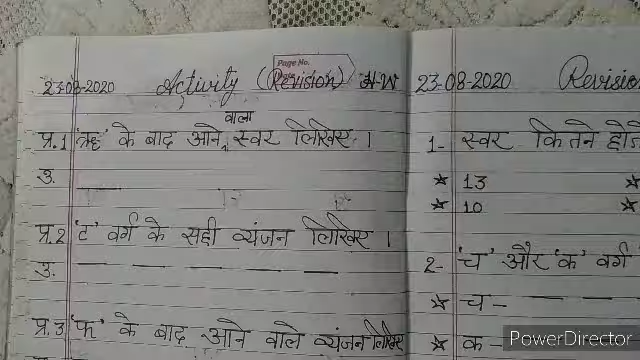 Page No.
Date
23-08-2020 Activity (Revision) H.W
प्र.1 'ऋ' के बाद आने वाला स्वर लिखिए ।
उ.
प्र.2 'ट' वर्ग के सही व्यंजन लिखिए ।
उ.
प्र.3 'फ' के बाद आने वाले व्यंजन लिखिए
23-08-2020 Revision
1- स्वर कितने होते
★ 13 ★
★ 10 ★
2- 'च' और 'क' वर्ग
★ च-
★ क-
PowerDirector